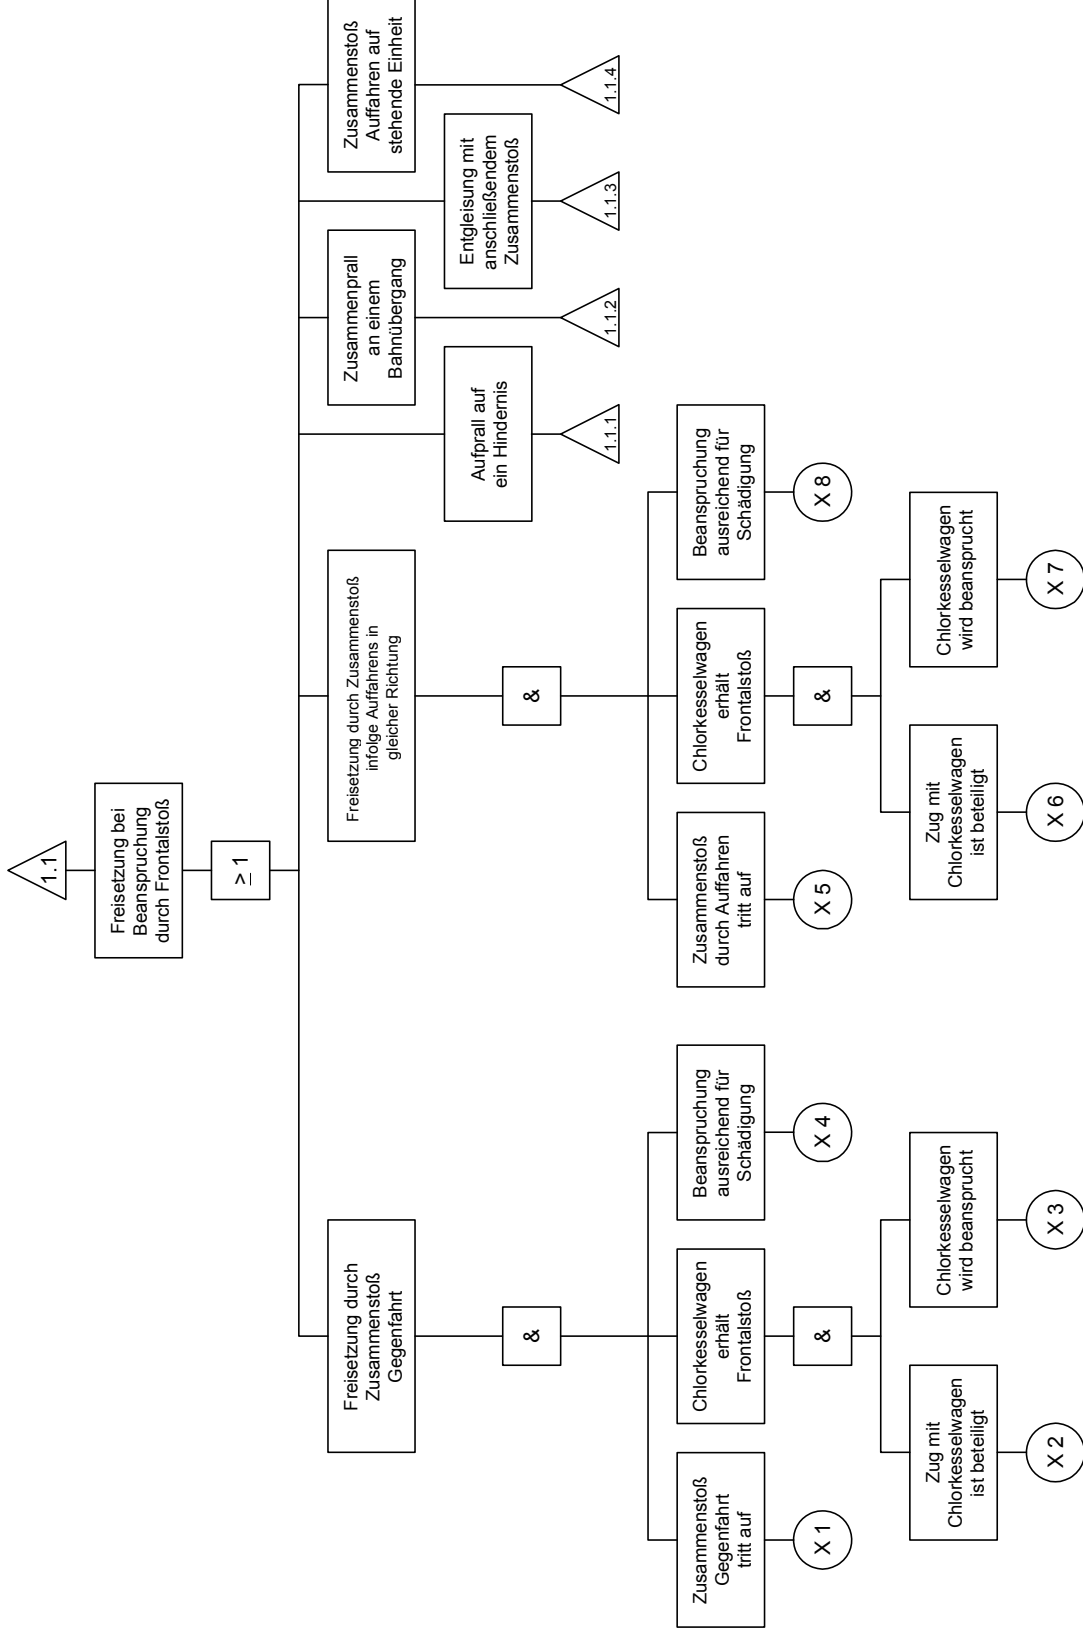 1.1
Freisetzung bei
Beanspruchung
durch Frontalstoß
≥ 1
Freisetzung durch
Zusammenstoß
Gegenfahrt
&
Zusammenstoß
Gegenfahrt
tritt auf
X 1
Chlorkesselwagen
erhält
Frontalstoß
&
Zug mit
Chlorkesselwagen
ist beteiligt
X 2
Chlorkesselwagen
wird beansprucht
X 3
Beanspruchung
ausreichend für
Schädigung
X 4
Freisetzung durch Zusammenstoß
infolge Auffahrens in
gleicher Richtung
&
Zusammenstoß
durch Auffahren
tritt auf
X 5
Chlorkesselwagen
erhält
Frontalstoß
&
Zug mit
Chlorkesselwagen
ist beteiligt
X 6
Chlorkesselwagen
wird beansprucht
X 7
Beanspruchung
ausreichend für
Schädigung
X 8
Aufprall auf
ein Hindernis
1.1.1
Zusammenprall
an einem
Bahnübergang
1.1.2
Entgleisung mit
anschließendem
Zusammenstoß
1.1.3
Zusammenstoß
Auffahren auf
stehende Einheit
1.1.4